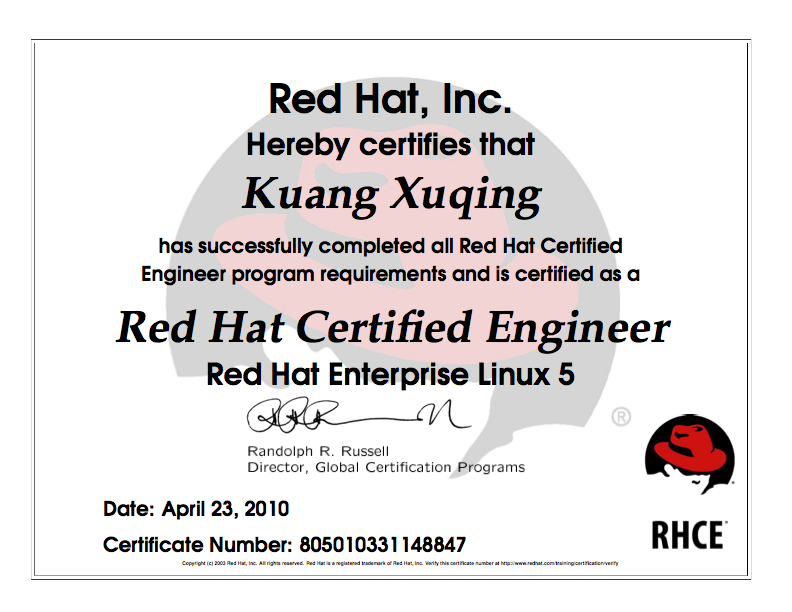 Red Hat, Inc.
Hereby certifies that
Kuang Xuqing
has successfully completed all Red Hat Certified
Engineer program requirements and is certified as a
Red Hat Certified Engineer
Red Hat Enterprise Linux 5
®
Randolph R. Russell
Director, Global Certification Programs
RHCE
Date: April 23, 2010
Certificate Number: 805010331148847
Copyright (c) 2003 Red Hat, Inc. All rights reserved. Red Hat is a registered trademark of Red Hat, Inc. Verify this certificate number at http://www.redhat.com/training/certification/verify